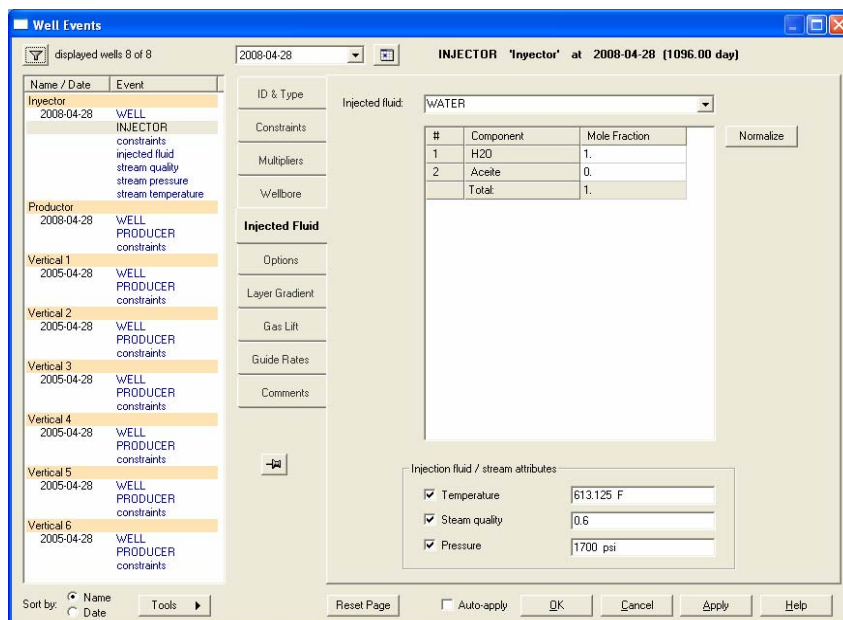 Well Events
displayed wells 8 of 8
2008-04-28
INJECTOR 'Inyector' at 2008-04-28 (1096.00 day)
Name / Date Event
Inyector
2008-04-28 WELL
INJECTOR
constraints
injected fluid
stream quality
stream pressure
stream temperature
Productor
2008-04-28 WELL
PRODUCER
constraints
Vertical 1
2005-04-28 WELL
PRODUCER
constraints
Vertical 2
2005-04-28 WELL
PRODUCER
constraints
Vertical 3
2005-04-28 WELL
PRODUCER
constraints
Vertical 4
2005-04-28 WELL
PRODUCER
constraints
Vertical 5
2005-04-28 WELL
PRODUCER
constraints
Vertical 6
2005-04-28 WELL
PRODUCER
constraints
Sort by: Name
Date
Tools
ID & Type
Constraints
Multipliers
Wellbore
Injected Fluid
Options
Layer Gradient
Gas Lift
Guide Rates
Comments
Injected fluid: WATER
# Component Mole Fraction
1 H2O 1.
2 Aceite 0.
Total: 1.
Normalize
Injection fluid / stream attributes
Temperature 613.125 F
Steam quality 0.6
Pressure 1700 psi
Reset Page Auto-apply OK Cancel Apply Help